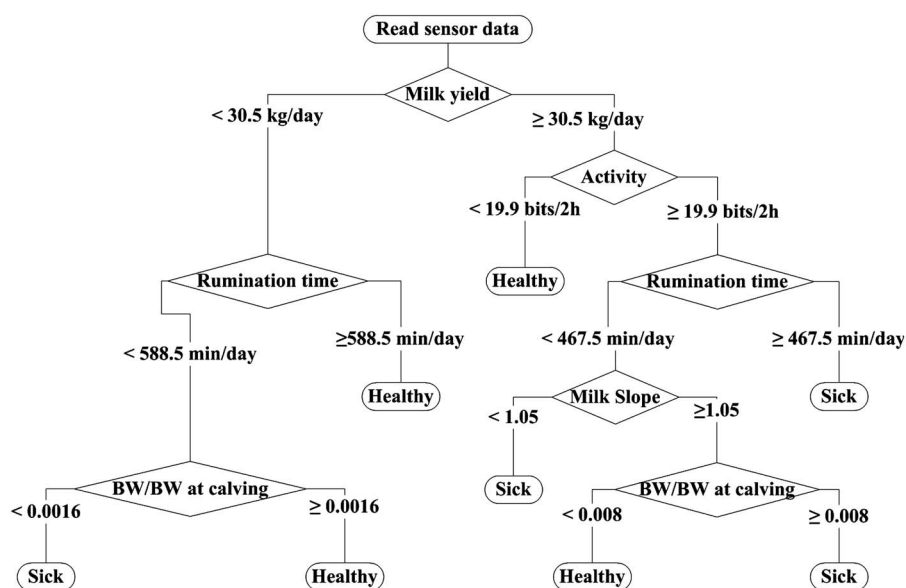 Read sensor data
Milk yield
< 30.5 kg/day
≥ 30.5 kg/day
Activity
< 19.9 bits/2h
≥ 19.9 bits/2h
Rumination time
Healthy
Rumination time
< 588.5 min/day
≥588.5 min/day
< 467.5 min/day
≥ 467.5 min/day
Healthy
Milk Slope
Sick
< 1.05
≥1.05
BW/BW at calving
Sick
BW/BW at calving
< 0.0016
≥ 0.0016
< 0.008
≥ 0.008
Sick
Healthy
Healthy
Sick